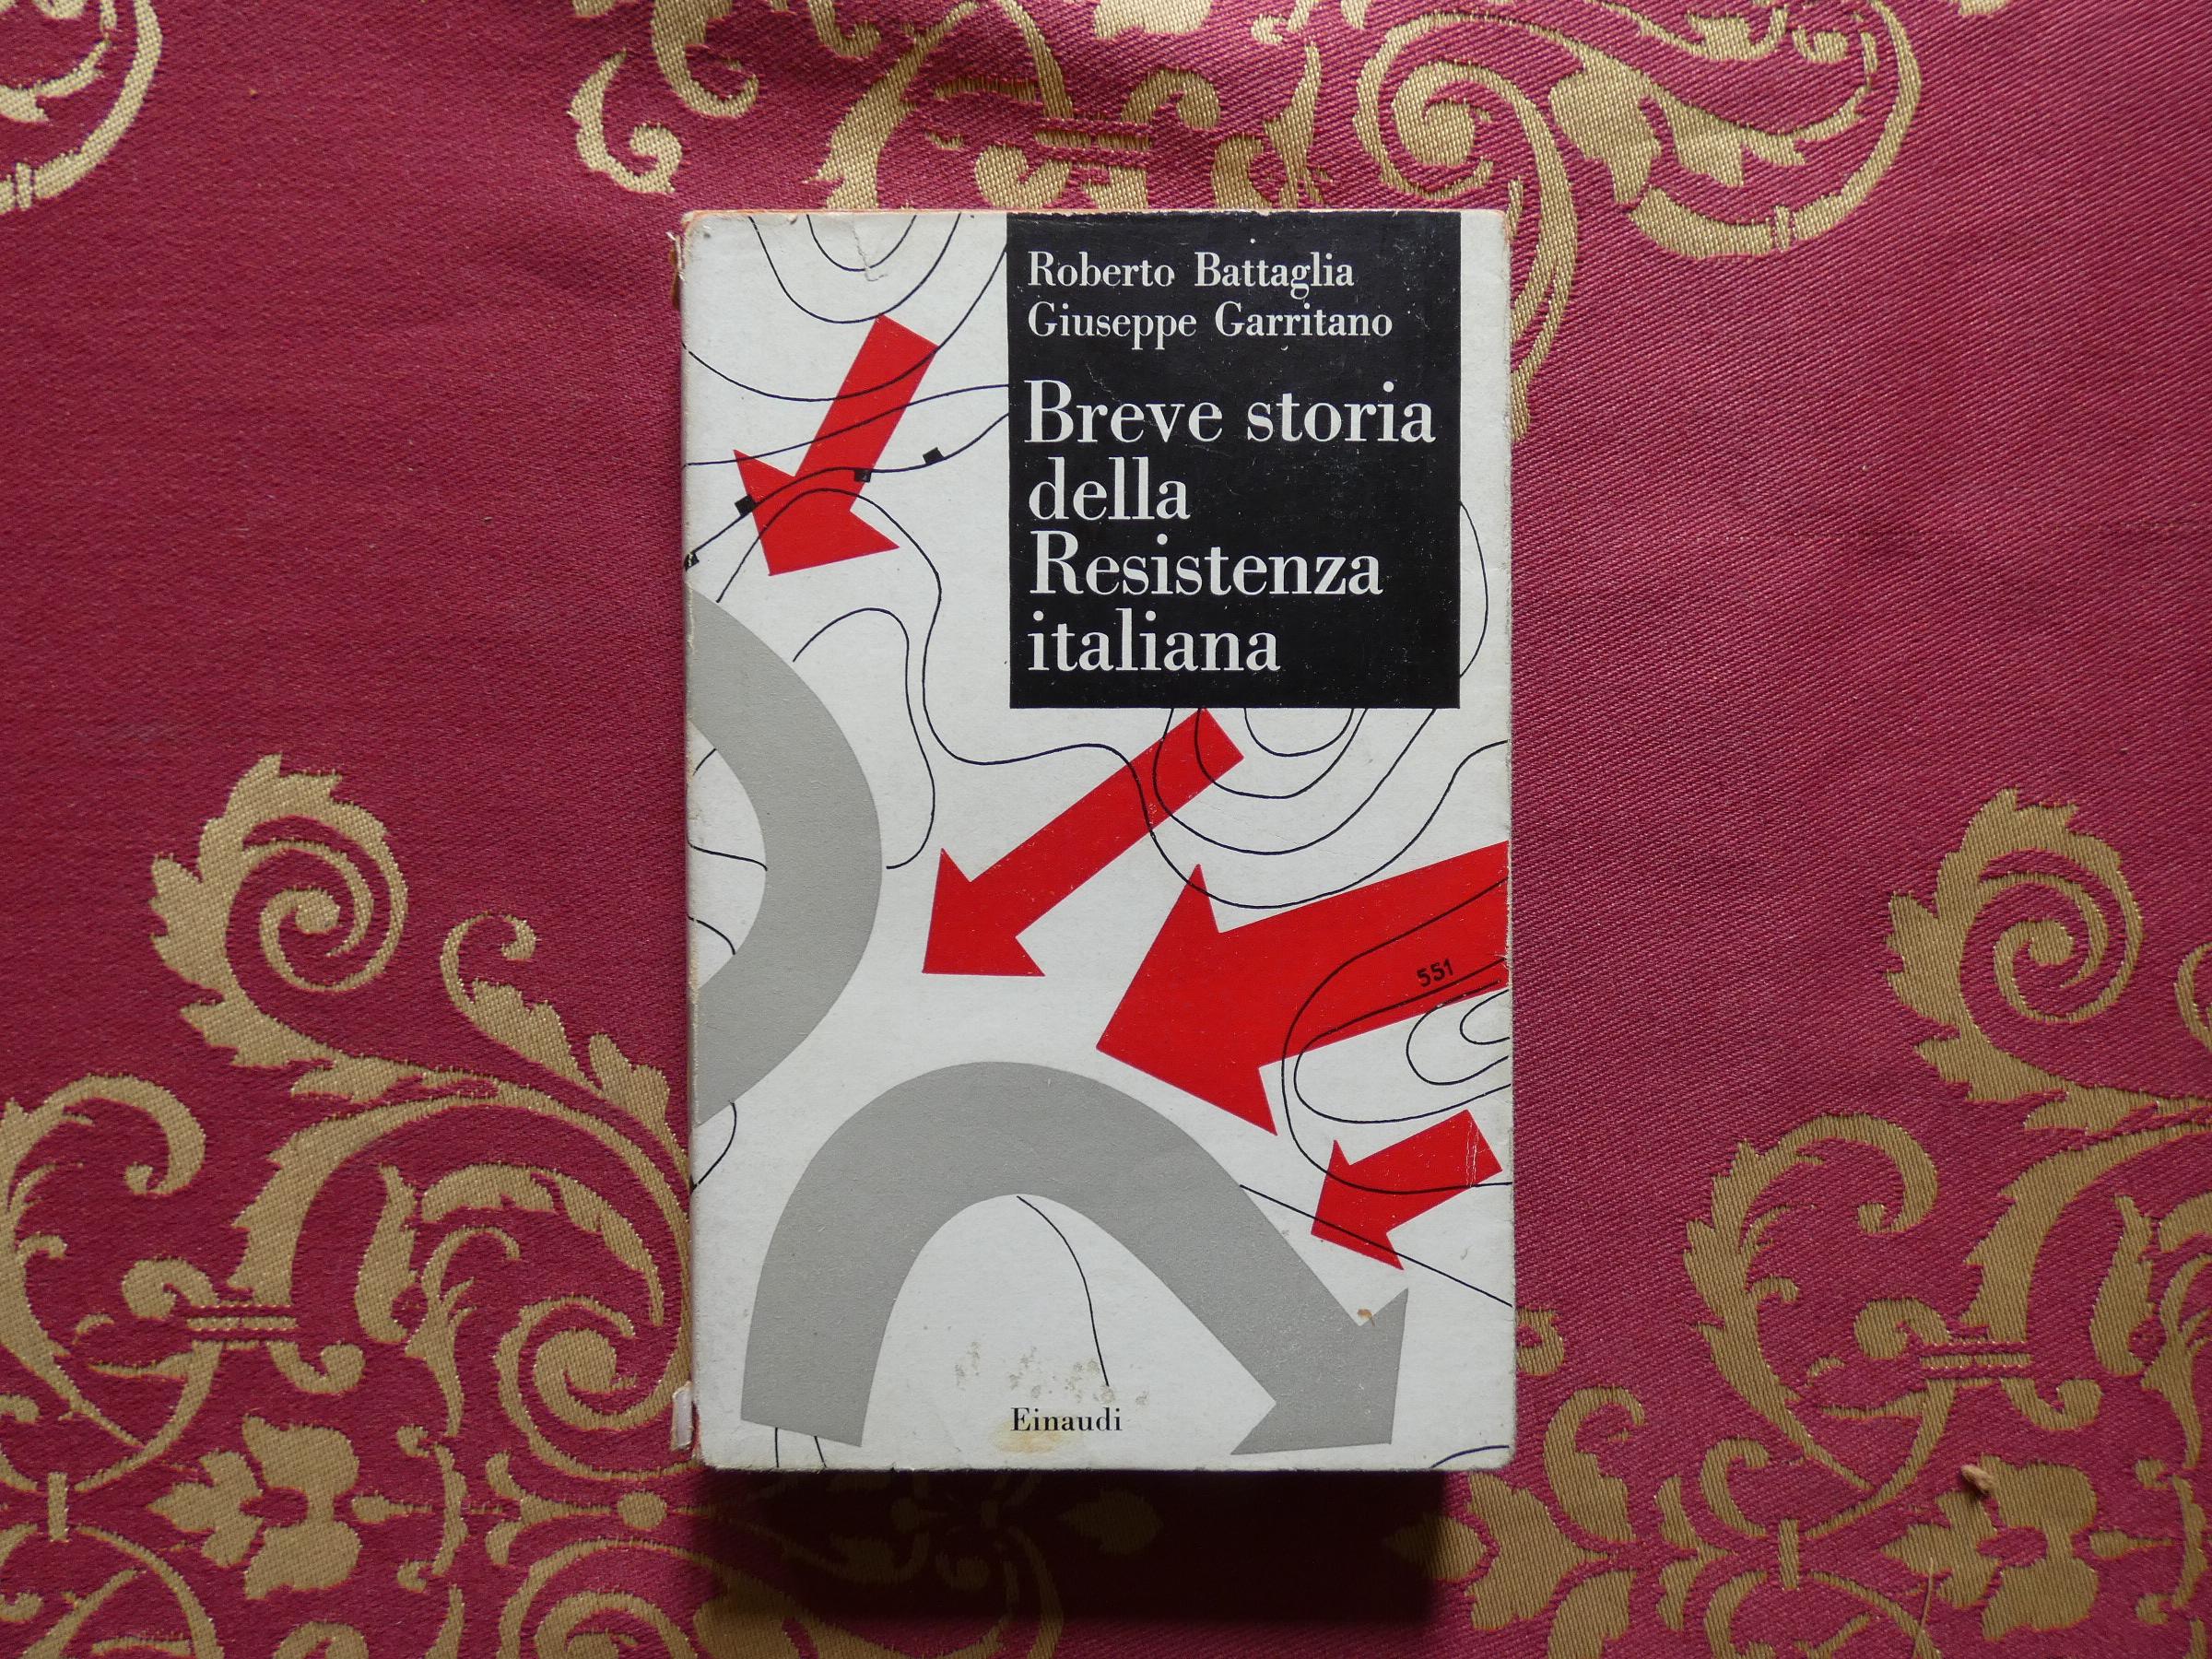 Roberto Battaglia
Giuseppe Garritano
Breve storia
della
Resistenza
italiana
551
Einaudi